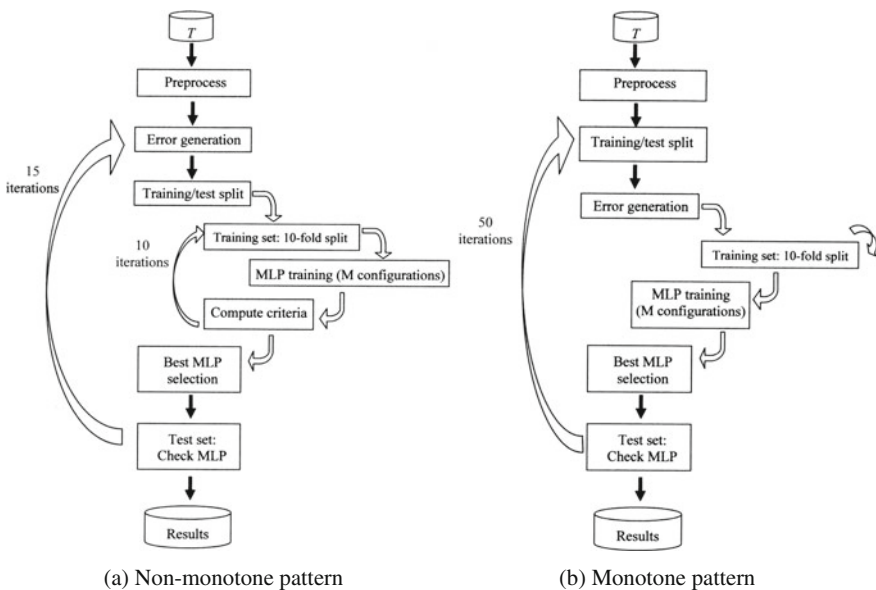 T
Preprocess
Error generation
15
iterations
Training/test split
10
iterations
Training set: 10-fold split
MLP training (M configurations)
Compute criteria
Best MLP
selection
Test set:
Check MLP
Results
(a) Non-monotone pattern
T
Preprocess
Training/test split
50
iterations
Error generation
Training set: 10-fold split
MLP training
(M configurations)
Best MLP
selection
Test set:
Check MLP
Results
(b) Monotone pattern